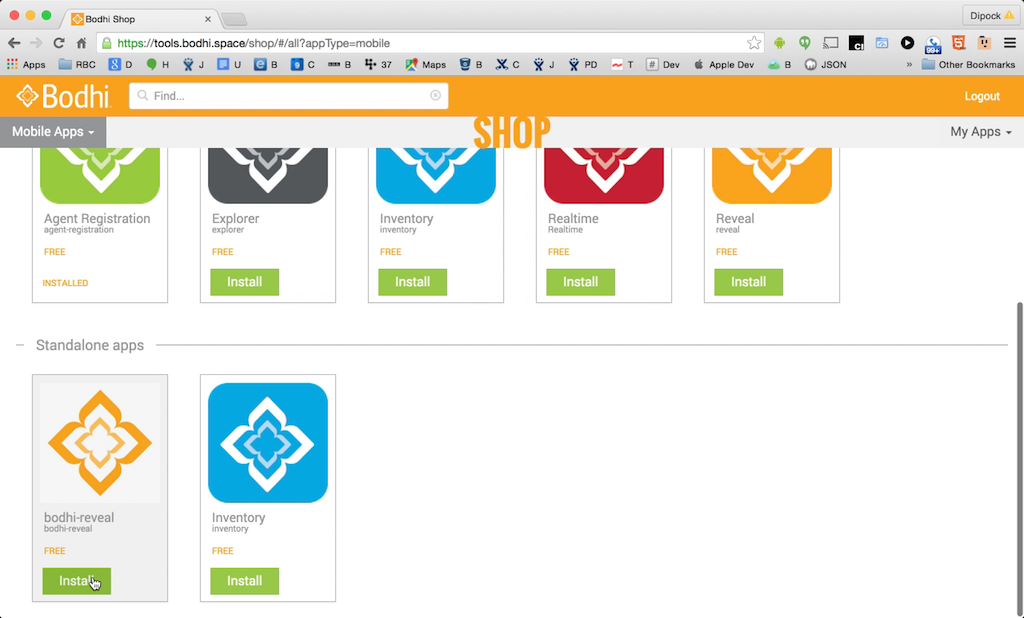 Bodhi Shop
Dipock
https://tools.bodhi.space/shop/#/all?appType=mobile
Apps RBC D H J U B C B 37 Maps B C J PD T Dev Apple Dev B JSON » Other Bookmarks
Bodhi Find... Logout
Mobile Apps SHOP My Apps
Agent Registration Explorer Inventory Realtime Reveal
agent-registration explorer inventory Realtime reveal
FREE FREE FREE FREE FREE
INSTALLED Install Install Install Install
Standalone apps
bodhi-reveal Inventory
bodhi-reveal inventory
FREE FREE
Install Install